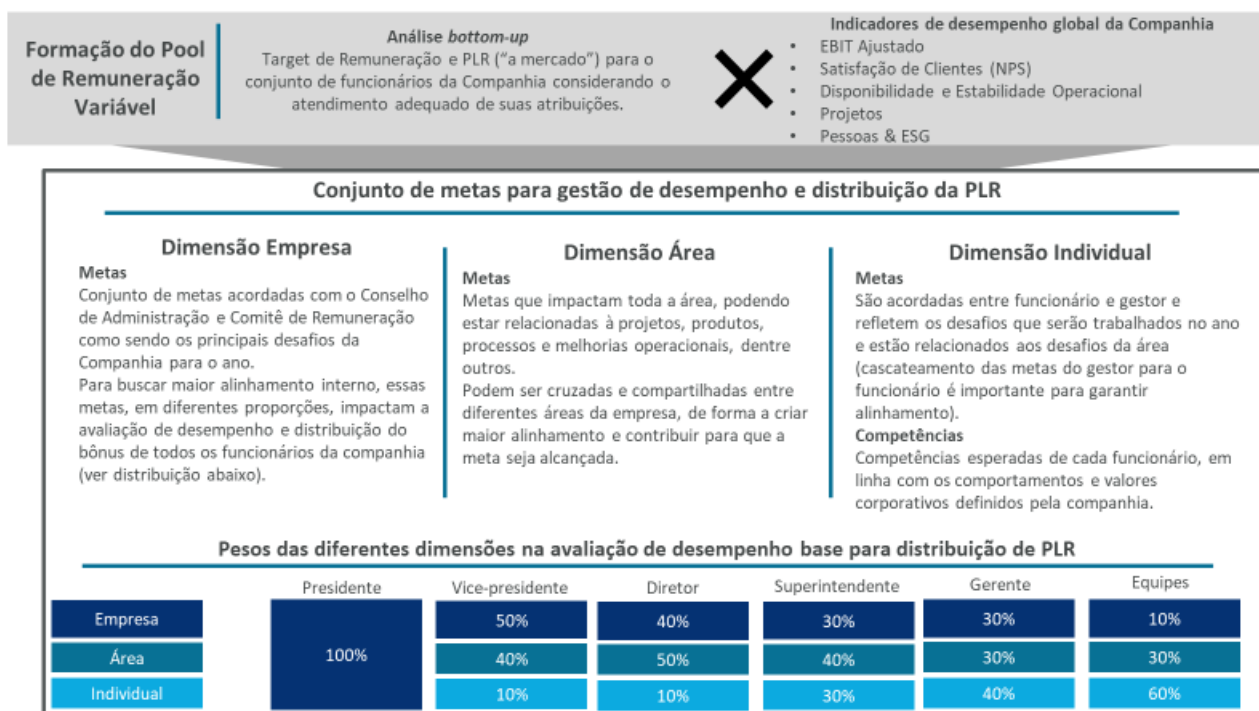 Formação do Pool
de Remuneração
Variável
Análise bottom-up
Target de Remuneração e PLR (“a mercado”) para o
conjunto de funcionários da Companhia considerando o
atendimento adequado de suas atribuições.
Indicadores de desempenho global da Companhia
• EBIT Ajustado
• Satisfação de Clientes (NPS)
• Disponibilidade e Estabilidade Operacional
• Projetos
• Pessoas & ESG
Conjunto de metas para gestão de desempenho e distribuição da PLR
Dimensão Empresa
Metas
Conjunto de metas acordadas com o Conselho
de Administração e Comitê de Remuneração
como sendo os principais desafios da
Companhia para o ano.
Para buscar maior alinhamento interno, essas
metas, em diferentes proporções, impactam a
avaliação de desempenho e distribuição do
bônus de todos os funcionários da companhia
(ver distribuição abaixo).
Dimensão Área
Metas
Metas que impactam toda a área, podendo
estar relacionadas à projetos, produtos,
processos e melhorias operacionais, dentre
outros.
Podem ser cruzadas e compartilhadas entre
diferentes áreas da empresa, de forma a criar
maior alinhamento e contribuir para que a
meta seja alcançada.
Dimensão Individual
Metas
São acordadas entre funcionário e gestor e
refletem os desafios que serão trabalhados no ano
e estão relacionados aos desafios da área
(cascateamento das metas do gestor para o
funcionário é importante para garantir
alinhamento).
Competências
Competências esperadas de cada funcionário, em
linha com os comportamentos e valores
corporativos definidos pela companhia.
Pesos das diferentes dimensões na avaliação de desempenho base para distribuição de PLR
Presidente Vice-presidente Diretor Superintendente Gerente Equipes
Empresa 50% 40% 30% 30% 10%
Área 100% 40% 50% 40% 30% 30%
Individual 10% 10% 30% 40% 60%